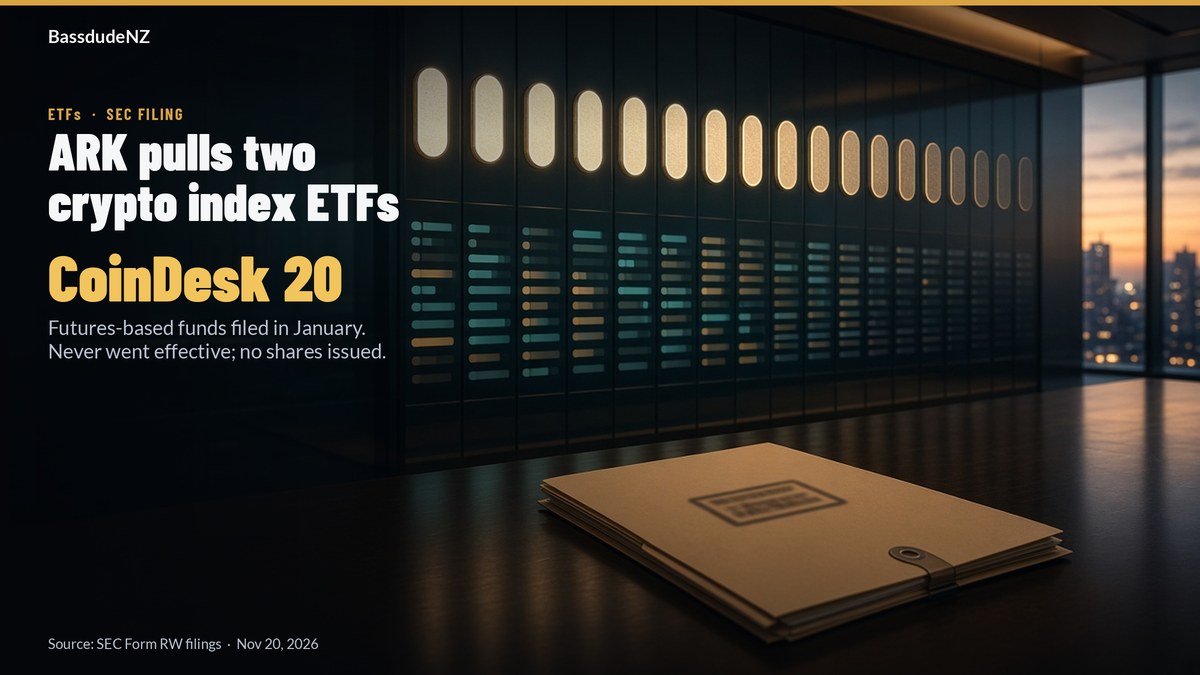 BassdudeNZ
ETFs · SEC FILING
ARK pulls two
crypto index ETFs
CoinDesk 20
Futures-based funds filed in January.
Never went effective; no shares issued.
Source: SEC Form RW filings · Nov 20, 2026